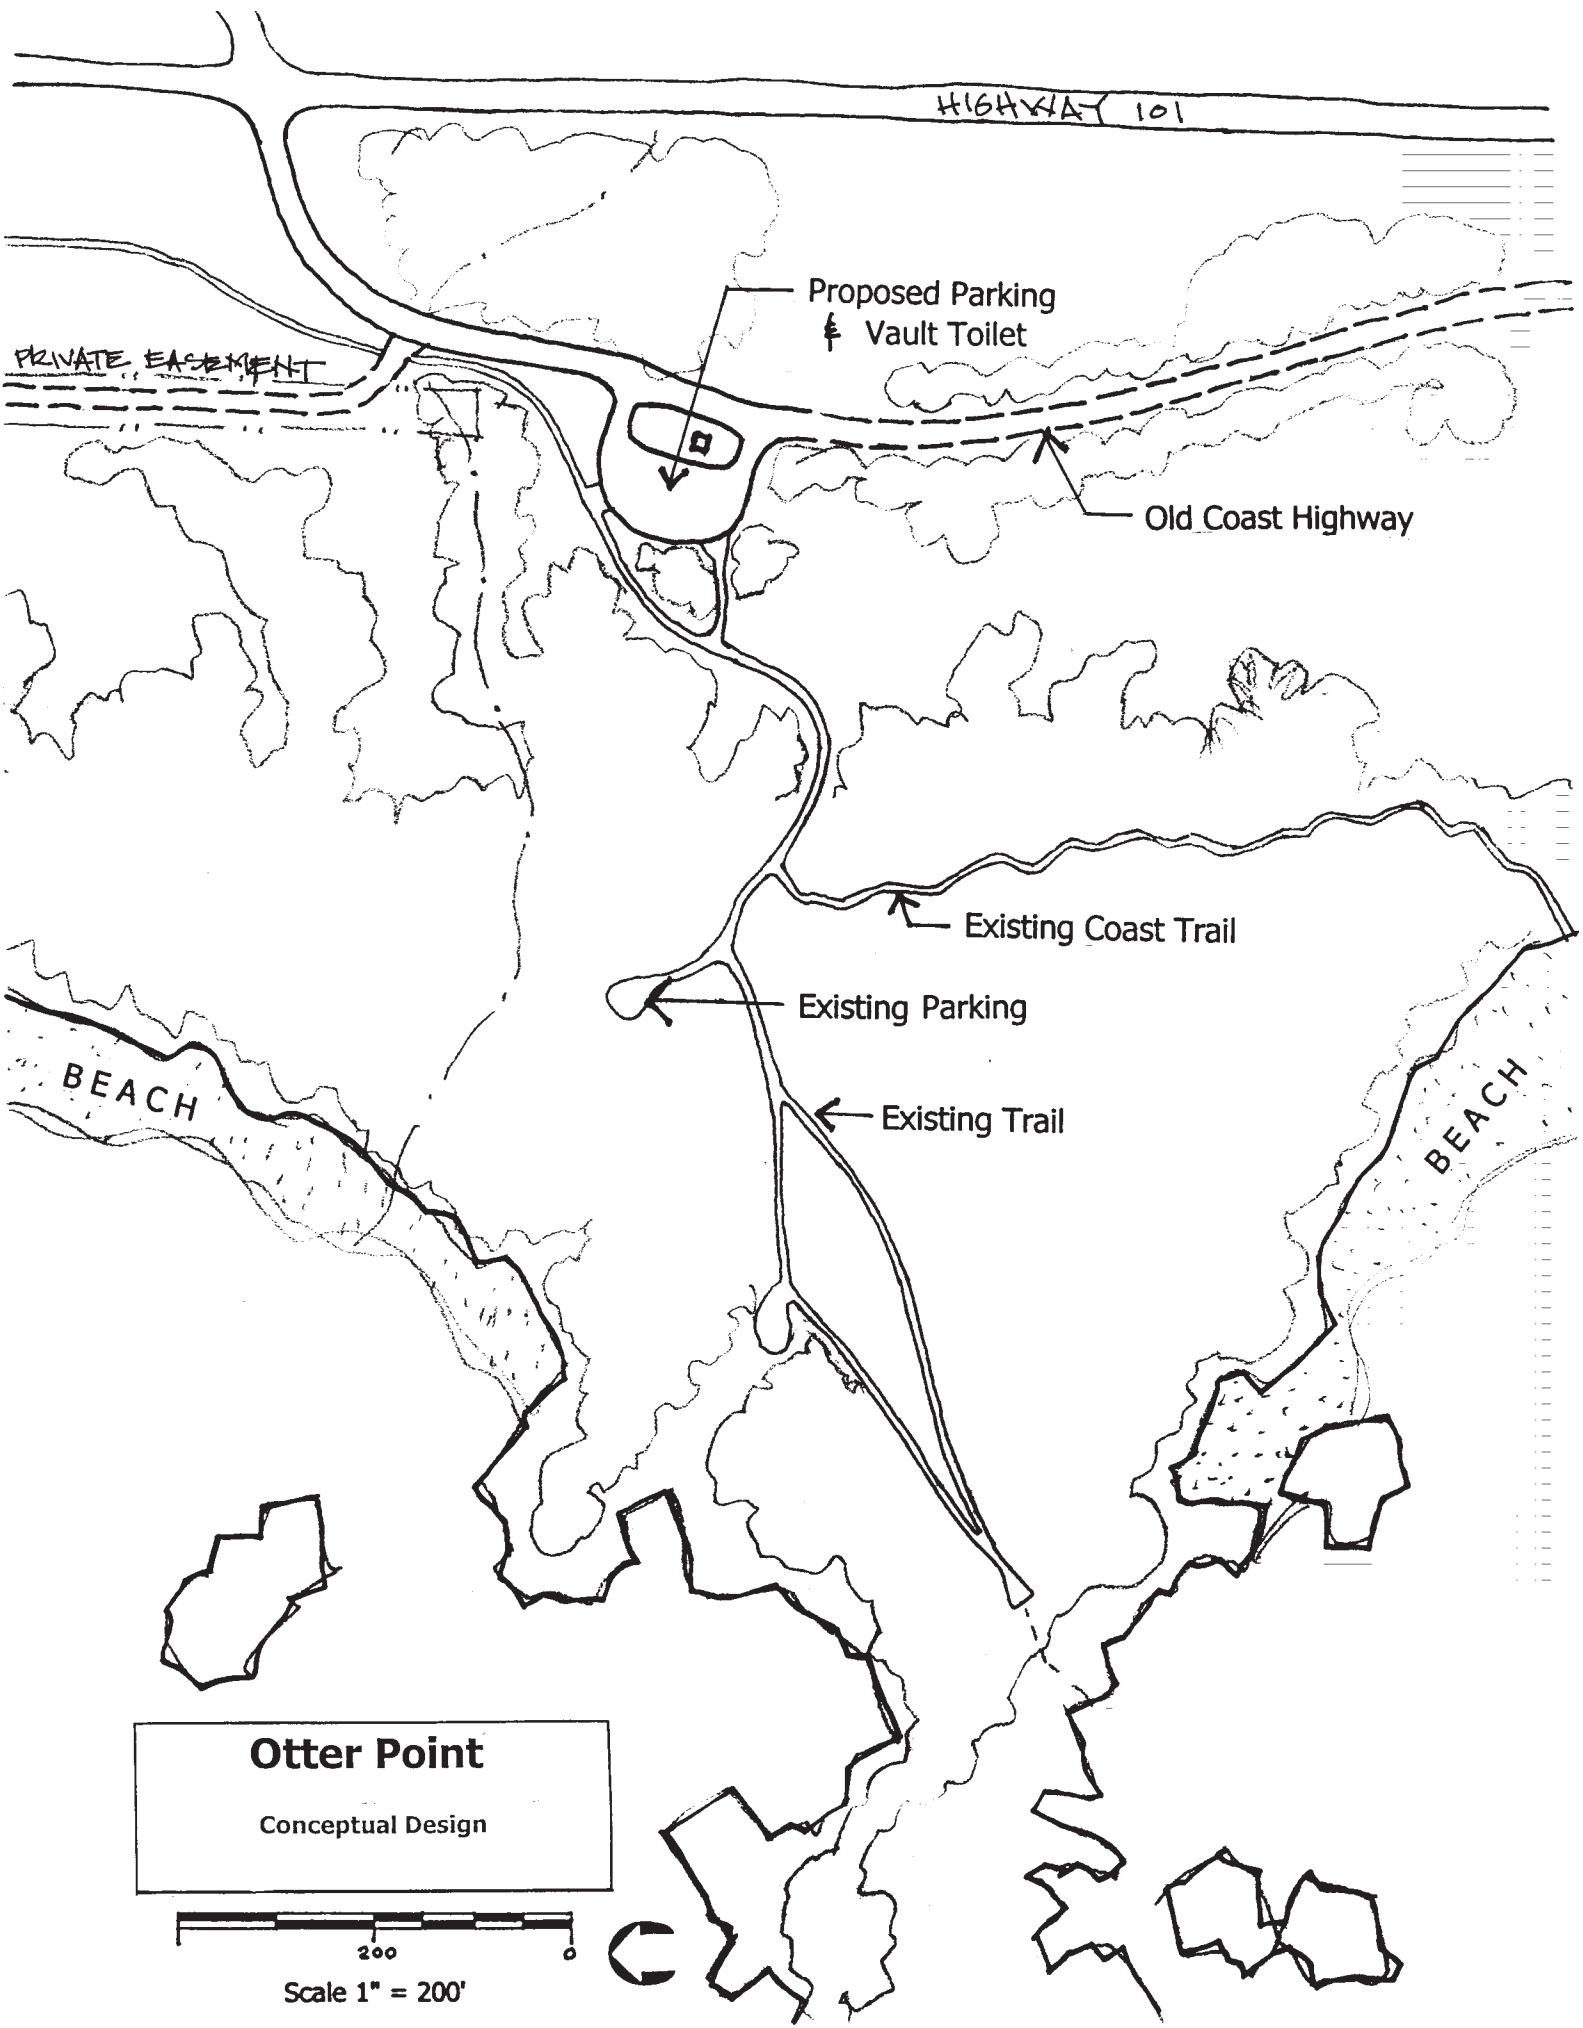 HIGHWAY 101
Proposed Parking
& Vault Toilet
PRIVATE EASEMENT
Old Coast Highway
Existing Coast Trail
Existing Parking
Existing Trail
BEACH
BEACH
Otter Point
Conceptual Design
200 0
Scale 1" = 200'